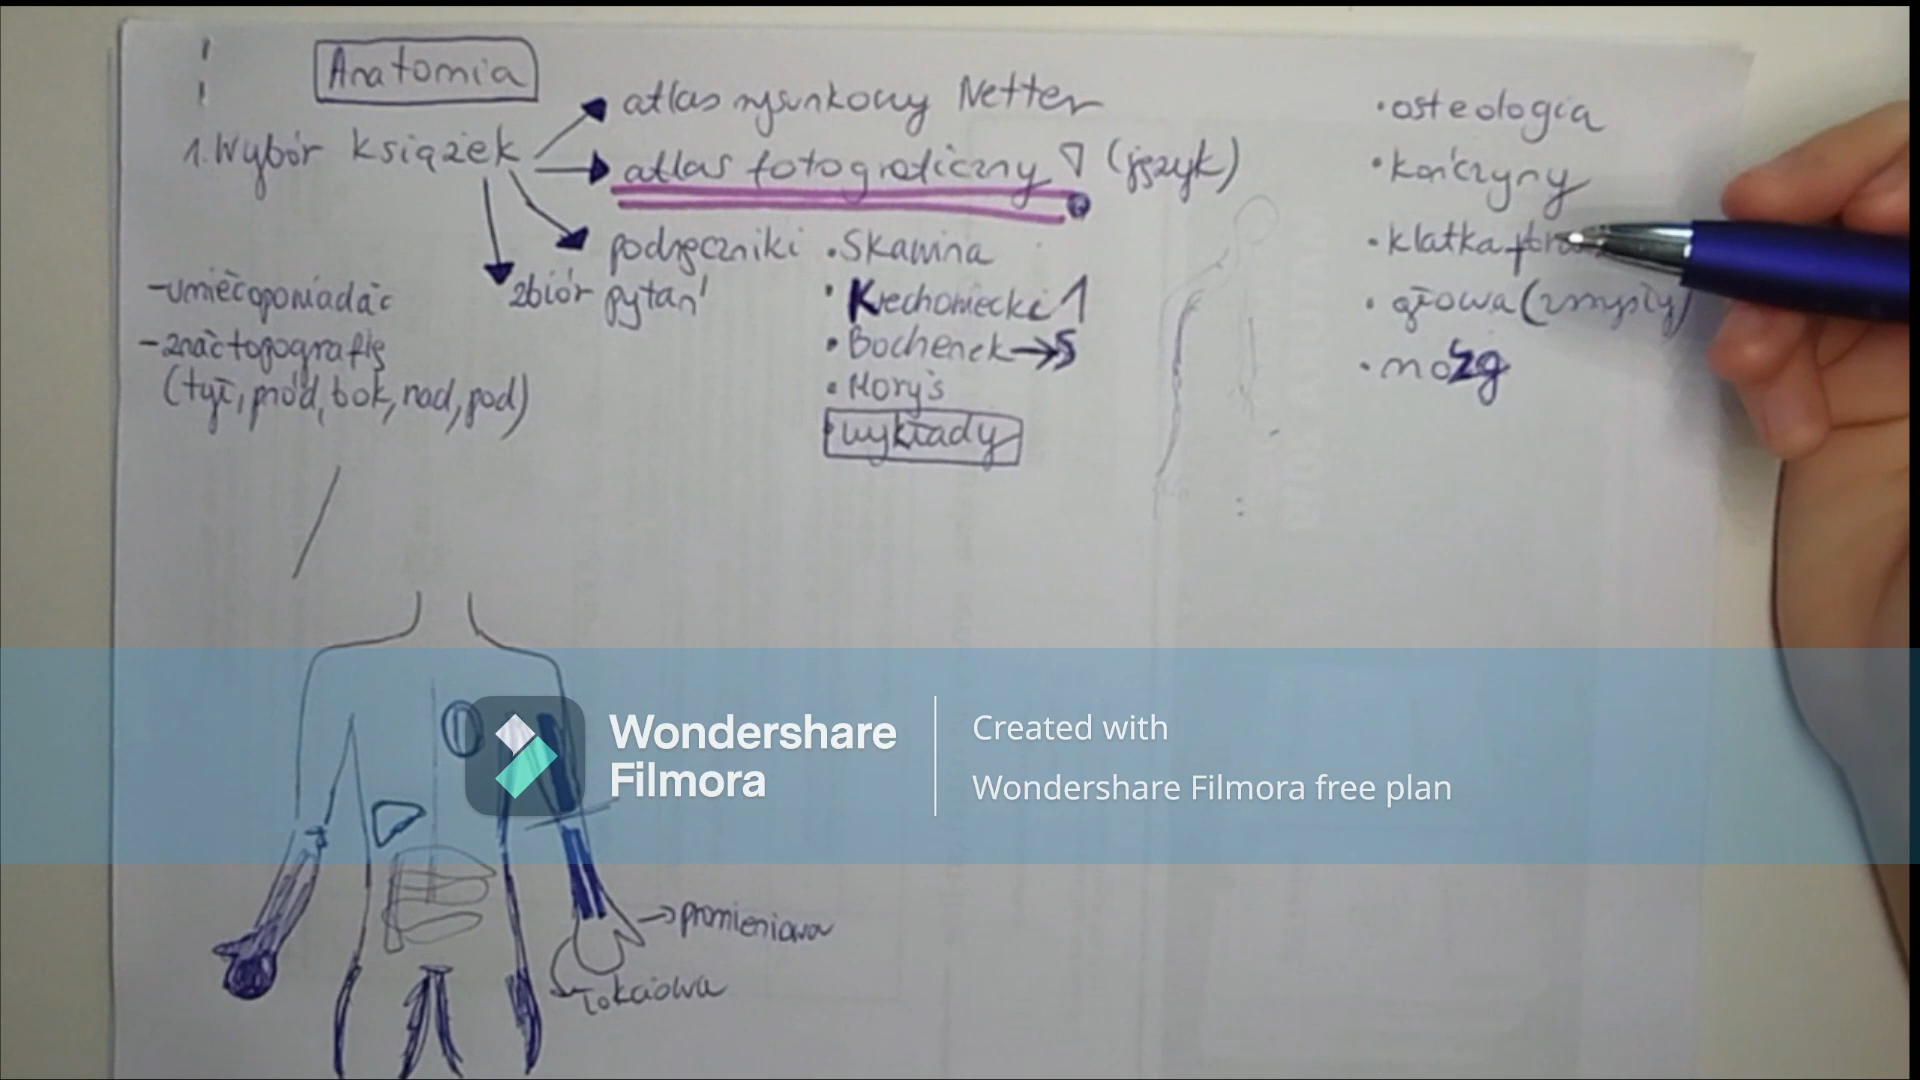 Anatomia
1. Wybór książek
atlas rysunkowy Netter
atlas fotograficzny (język)
podręczniki
• Skawina
• Krechowiecki 1
• Bochenek → 5
• Moryś
• wykłady
zbiór pytań
- umieć opowiadać
- znać topografię
(tył, przód, bok, nad, pod)
• osteologia
• kończyny
• klatka
• głowa (zmysły)
• mózg
→ promieniowa
łokciowa
Wondershare
Filmora
Created with
Wondershare Filmora free plan